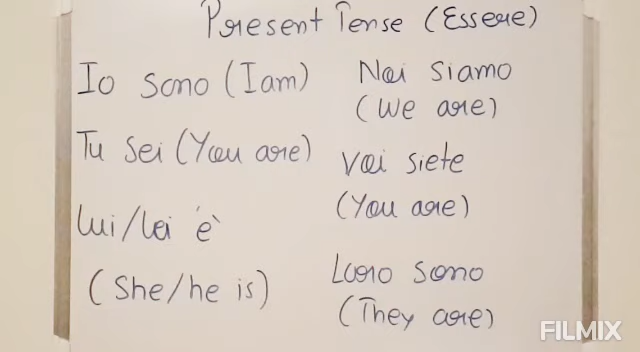 Present Tense (Essere)
Io sono (I am)
Tu sei (You are)
Lui/Lei è
(She/he is)
Noi siamo
(We are)
Voi siete
(You are)
Loro sono
(They are)
FILMIX